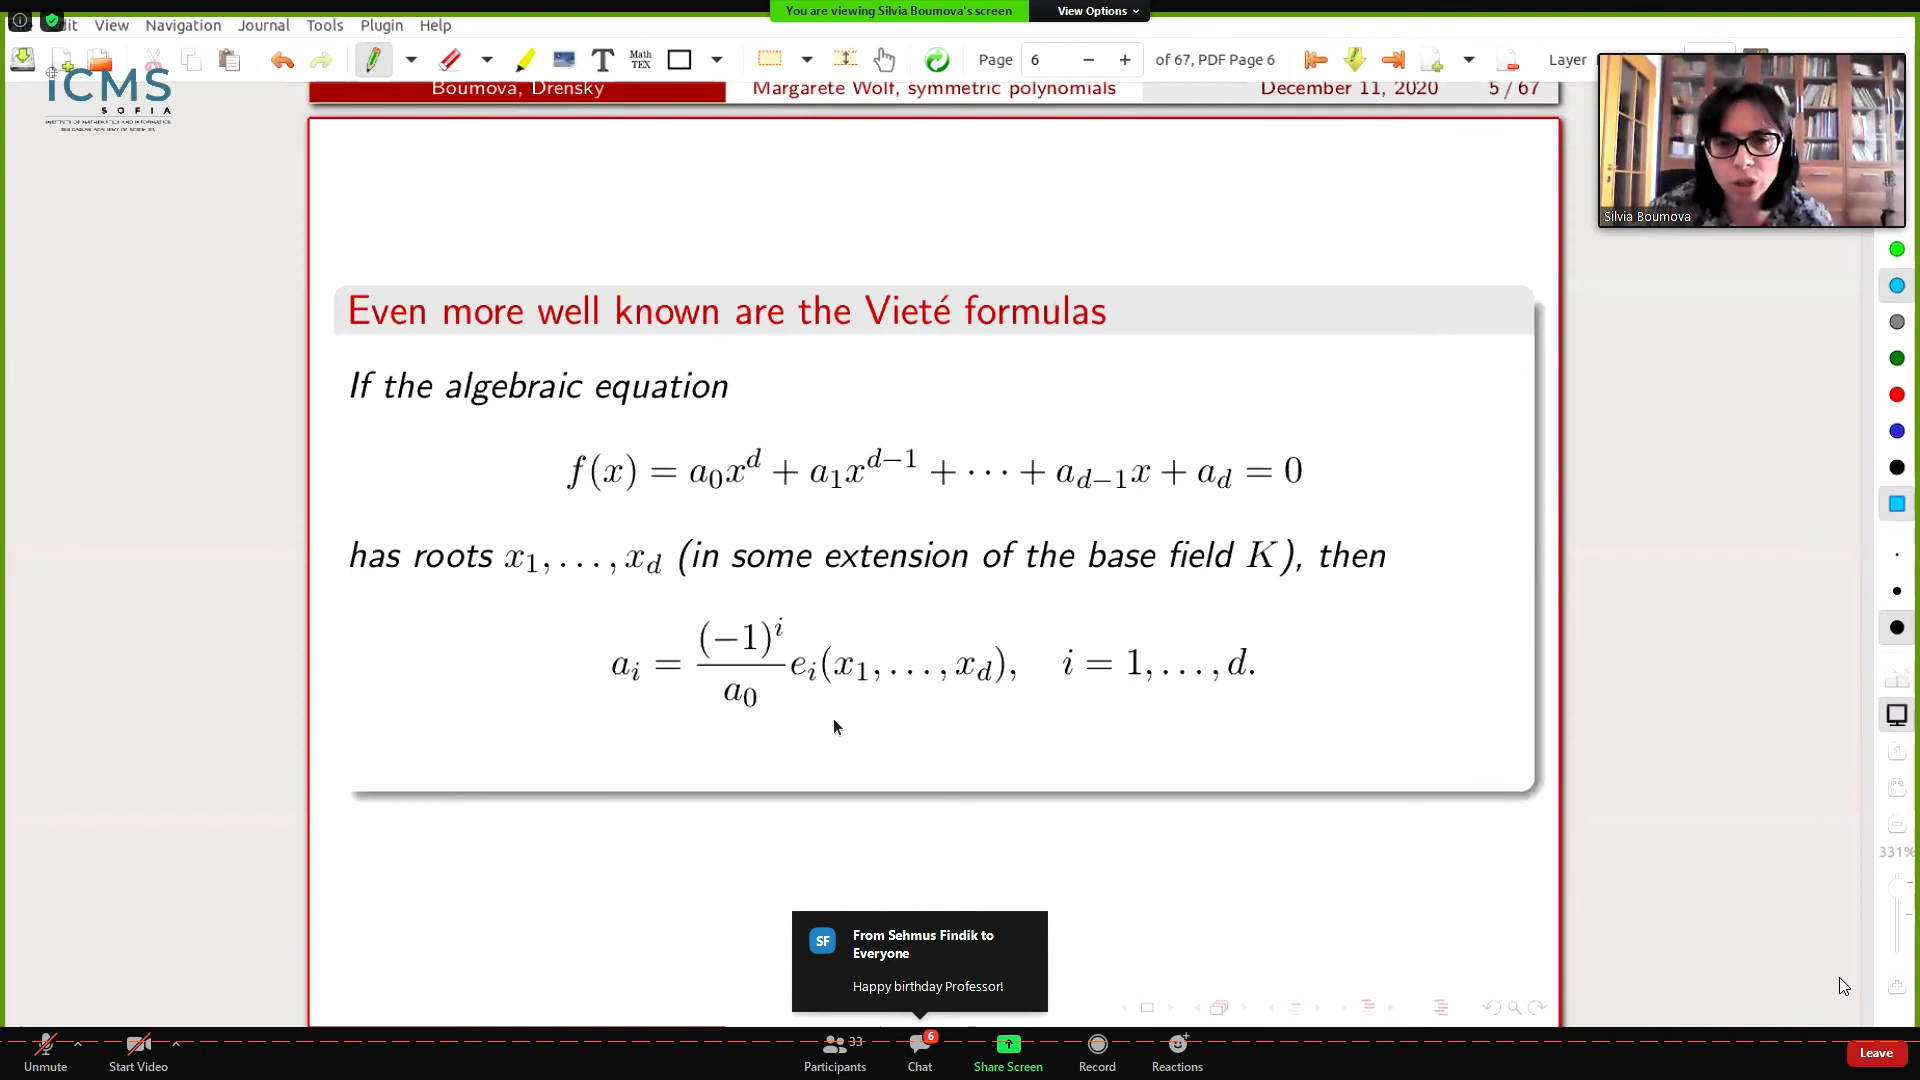 You are viewing Silvia Boumova's screen
View Options
View Navigation Journal Tools Plugin Help
Math TEX
Page 6 of 67, PDF Page 6 Layer
iCMS
SOFIA
Boumova, Drensky Margarete Wolf, symmetric polynomials December 11, 2020 5 / 67
Silvia Boumova
Even more well known are the Vieté formulas
If the algebraic equation
f(x) = a_0x^d + a_1x^{d−1} + · · · + a_{d−1}x + a_d = 0
has roots x_1, . . . , x_d (in some extension of the base field K), then
a_i = \frac{(−1)^i}{a_0} e_i(x_1, . . . , x_d), i = 1, . . . , d.
331%
SF
From Sehmus Findik to
Everyone
Happy birthday Professor!
33
6
Unmute Start Video Participants Chat Share Screen Record Reactions Leave